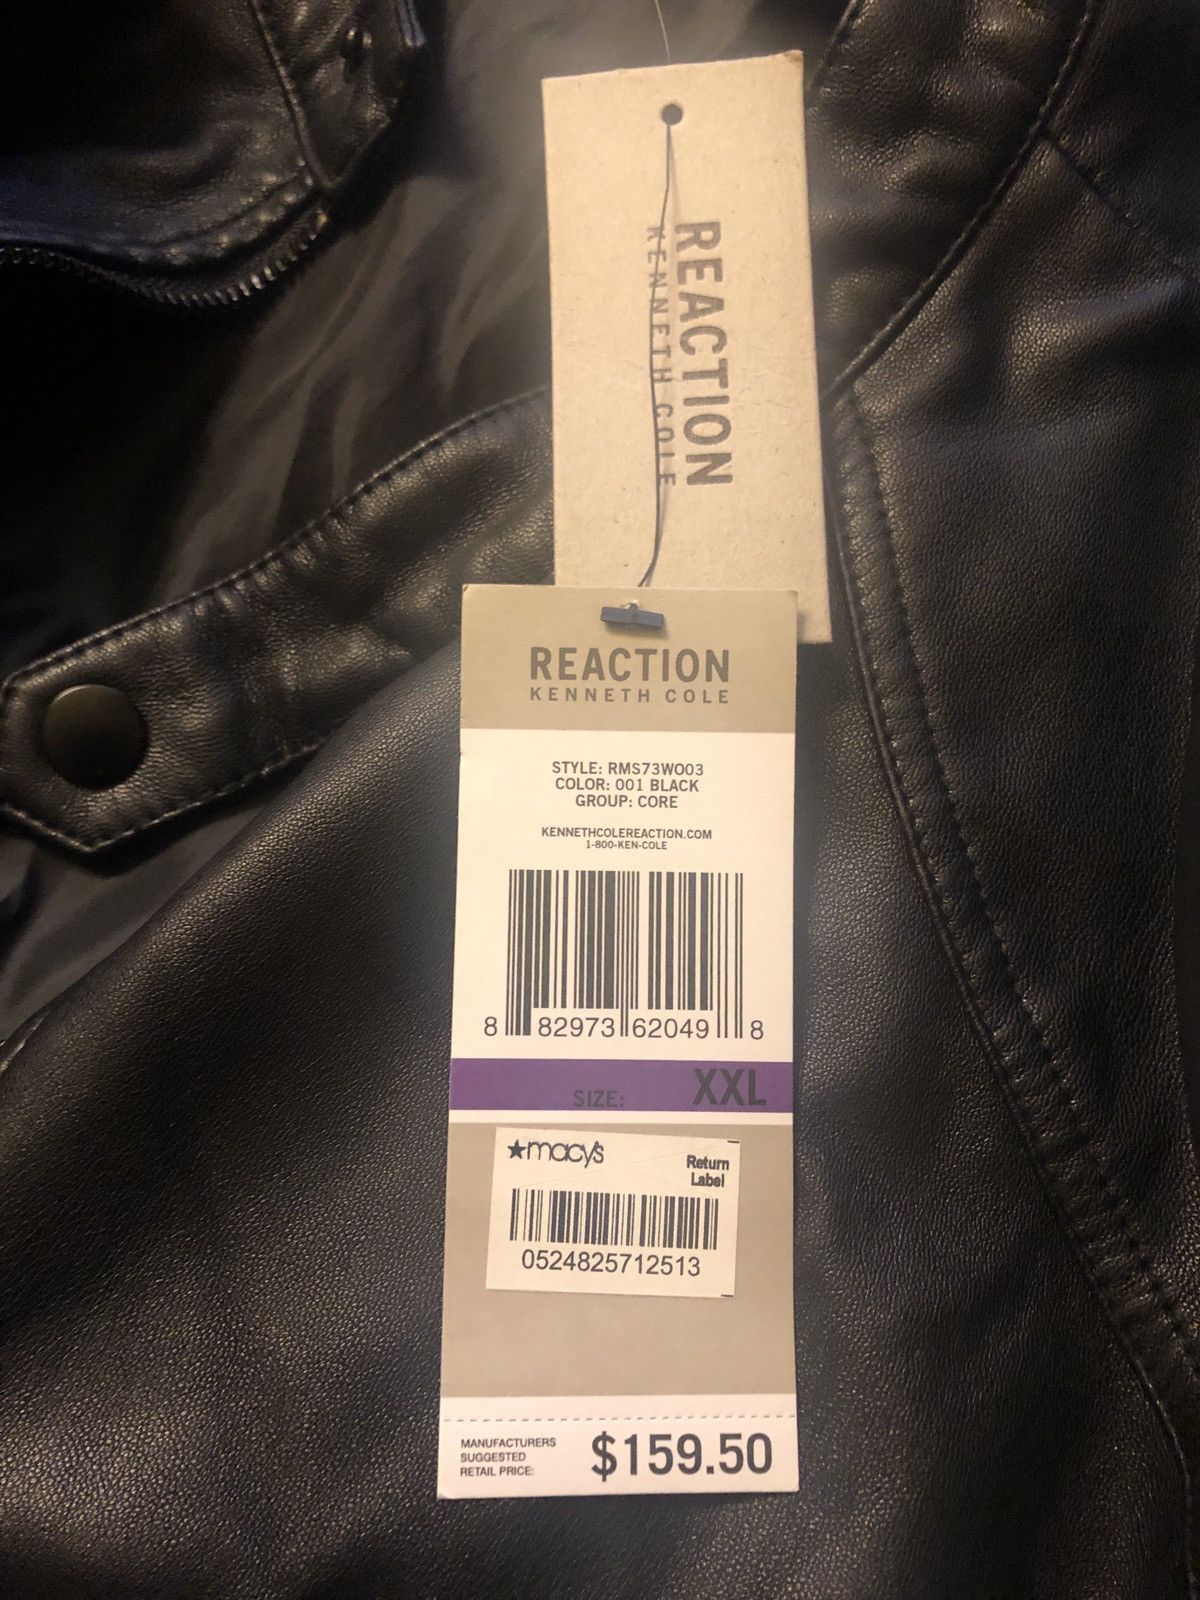 REACTION
KENNETH COLE
REACTION
KENNETH COLE
STYLE: RMS73WO03
COLOR: 001 BLACK
GROUP: CORE
KENNETHCOLEREACTION.COM
1-800-KEN-COLE
8 82973 62049 8
SIZE: XXL
★macy's
Return
Label
0524825712513
MANUFACTURERS
SUGGESTED
RETAIL PRICE:
$159.50